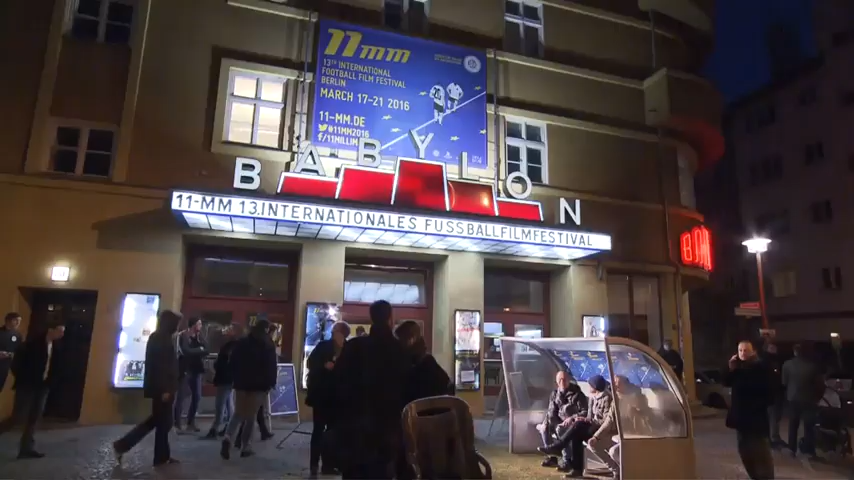 11mm
13TH INTERNATIONAL
FOOTBALL FILM FESTIVAL
BERLIN
MARCH 17-21 2016
11-MM.DE
#11MM2016
BABYLON
11-MM 13.INTERNATIONALES FUSSBALLFILMFESTIVAL